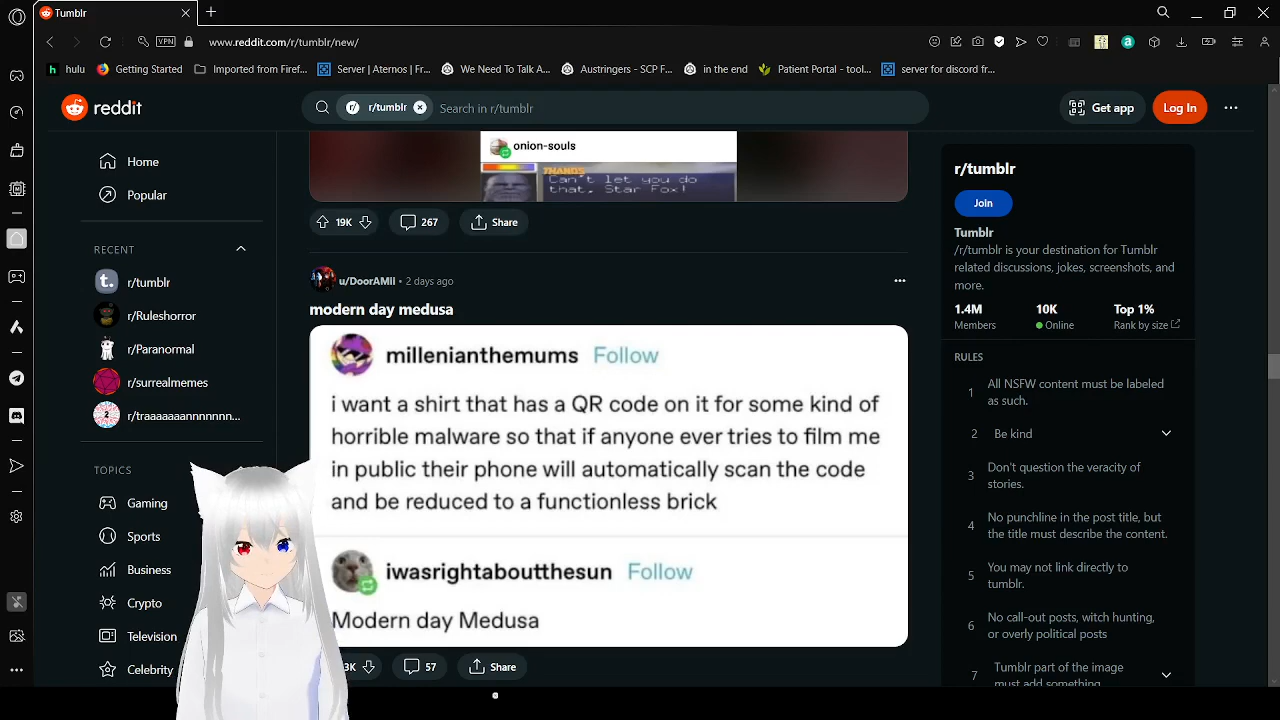 Tumblr
VPN
www.reddit.com/r/tumblr/new/
h hulu
Getting Started
Imported from Firef...
Server | Aternos | Fr...
We Need To Talk A...
Austringers - SCP F...
in the end
Patient Portal - tool...
server for discord fr...
reddit
r/ r/tumblr
Search in r/tumblr
Get app
Log In
Home
Popular
RECENT
r/tumblr
r/Ruleshorror
r/Paranormal
r/surrealmemes
r/traaaaaaannnnnnn...
TOPICS
Gaming
Sports
Business
Crypto
Television
Celebrity
onion-souls
THANOS
Can't let you do
that, Star Fox!
19K
267
Share
u/DoorAMii • 2 days ago
modern day medusa
millenianthemums Follow
i want a shirt that has a QR code on it for some kind of
horrible malware so that if anyone ever tries to film me
in public their phone will automatically scan the code
and be reduced to a functionless brick
iwasrightaboutthesun Follow
Modern day Medusa
3K
57
Share
r/tumblr
Join
Tumblr
/r/tumblr is your destination for Tumblr
related discussions, jokes, screenshots, and
more.
1.4M
Members
10K
Online
Top 1%
Rank by size
RULES
1 All NSFW content must be labeled
as such.
2 Be kind
3 Don't question the veracity of
stories.
4 No punchline in the post title, but
the title must describe the content.
5 You may not link directly to
tumblr.
6 No call-out posts, witch hunting,
or overly political posts
7 Tumblr part of the image
must add something